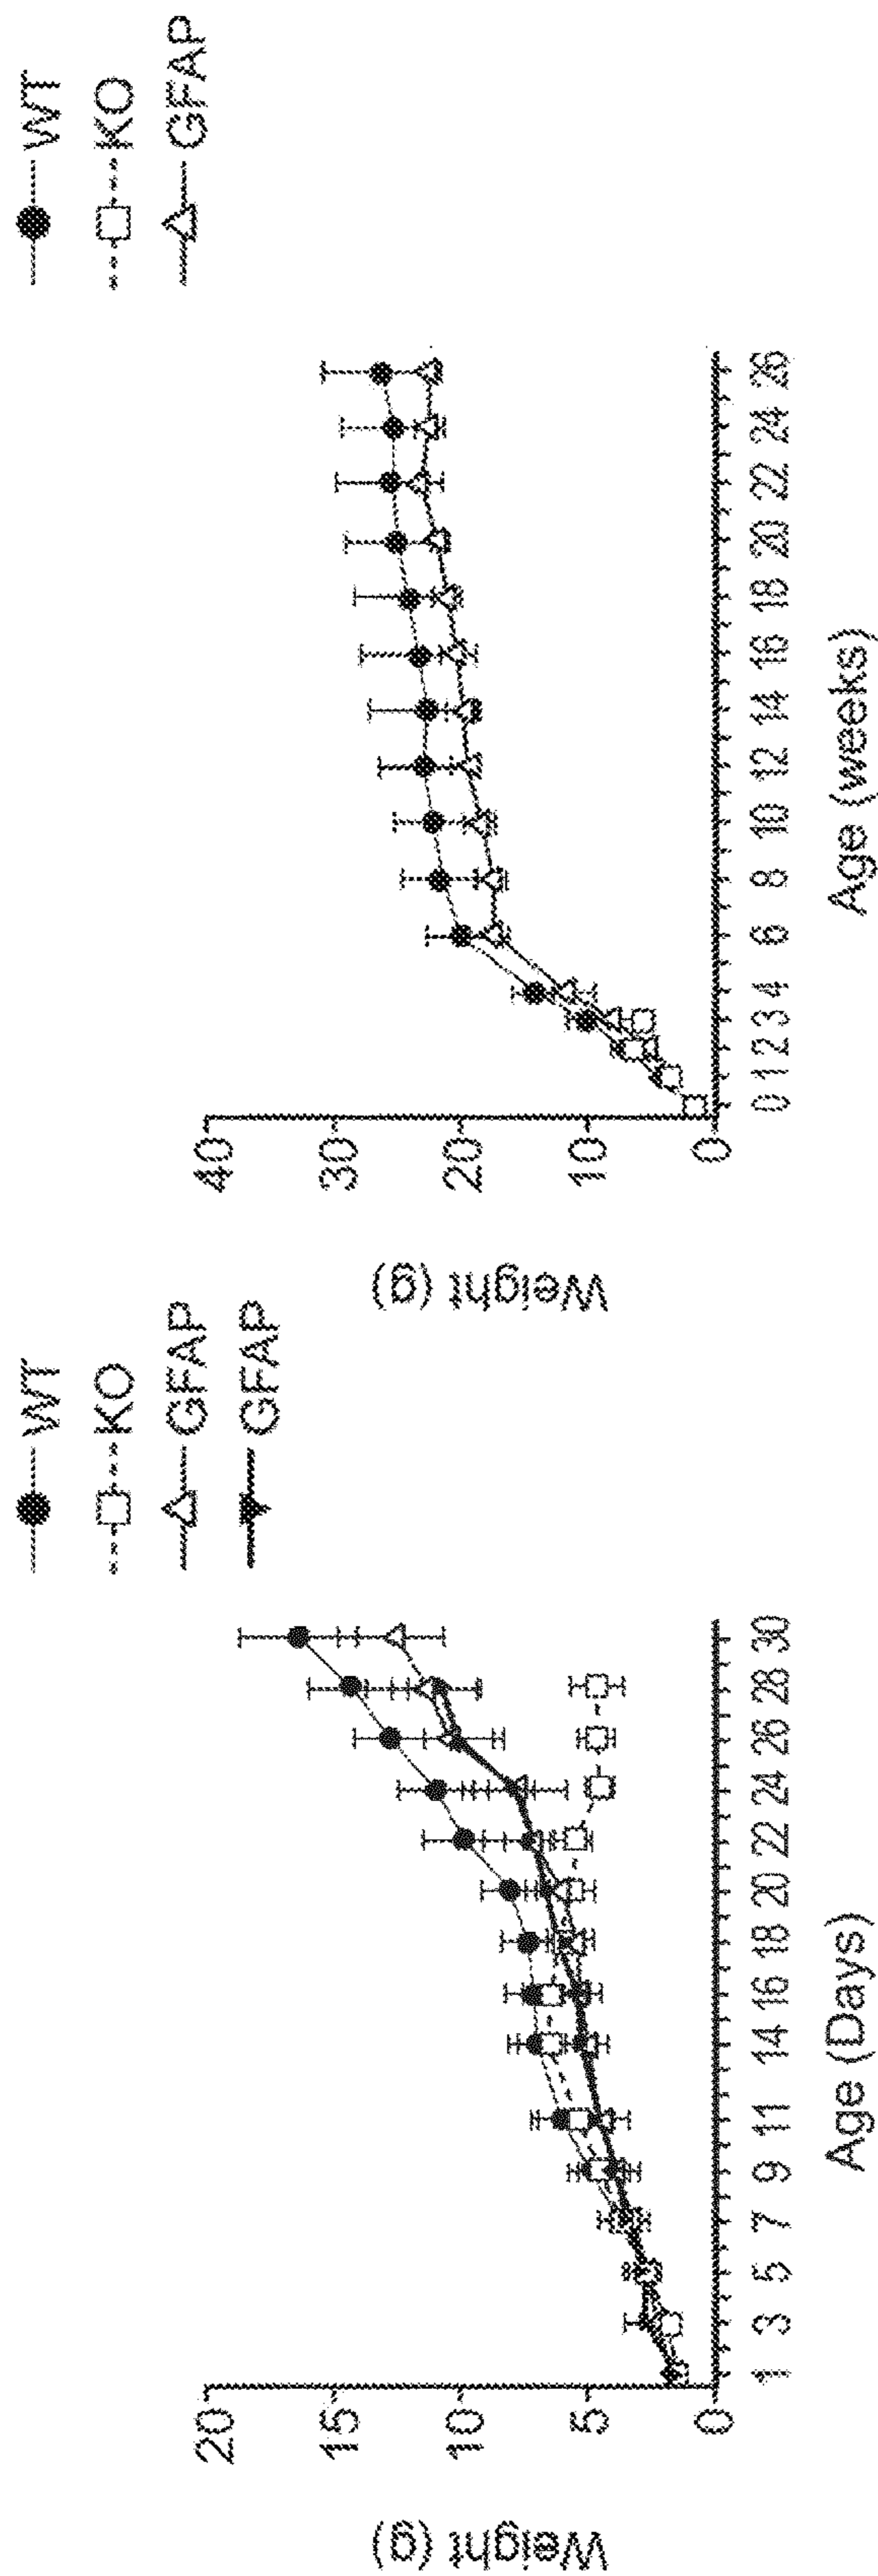 WT
KO
GFAP
GFAP
Weight (g)
20
15
10
5
0
1 3 5 7 9 11 14 16 18 20 22 24 26 28 30
Age (Days)
WT
KO
GFAP
Weight (g)
40
30
20
10
0
0 1 2 3 4 6 8 10 12 14 16 18 20 22 24 26
Age (weeks)